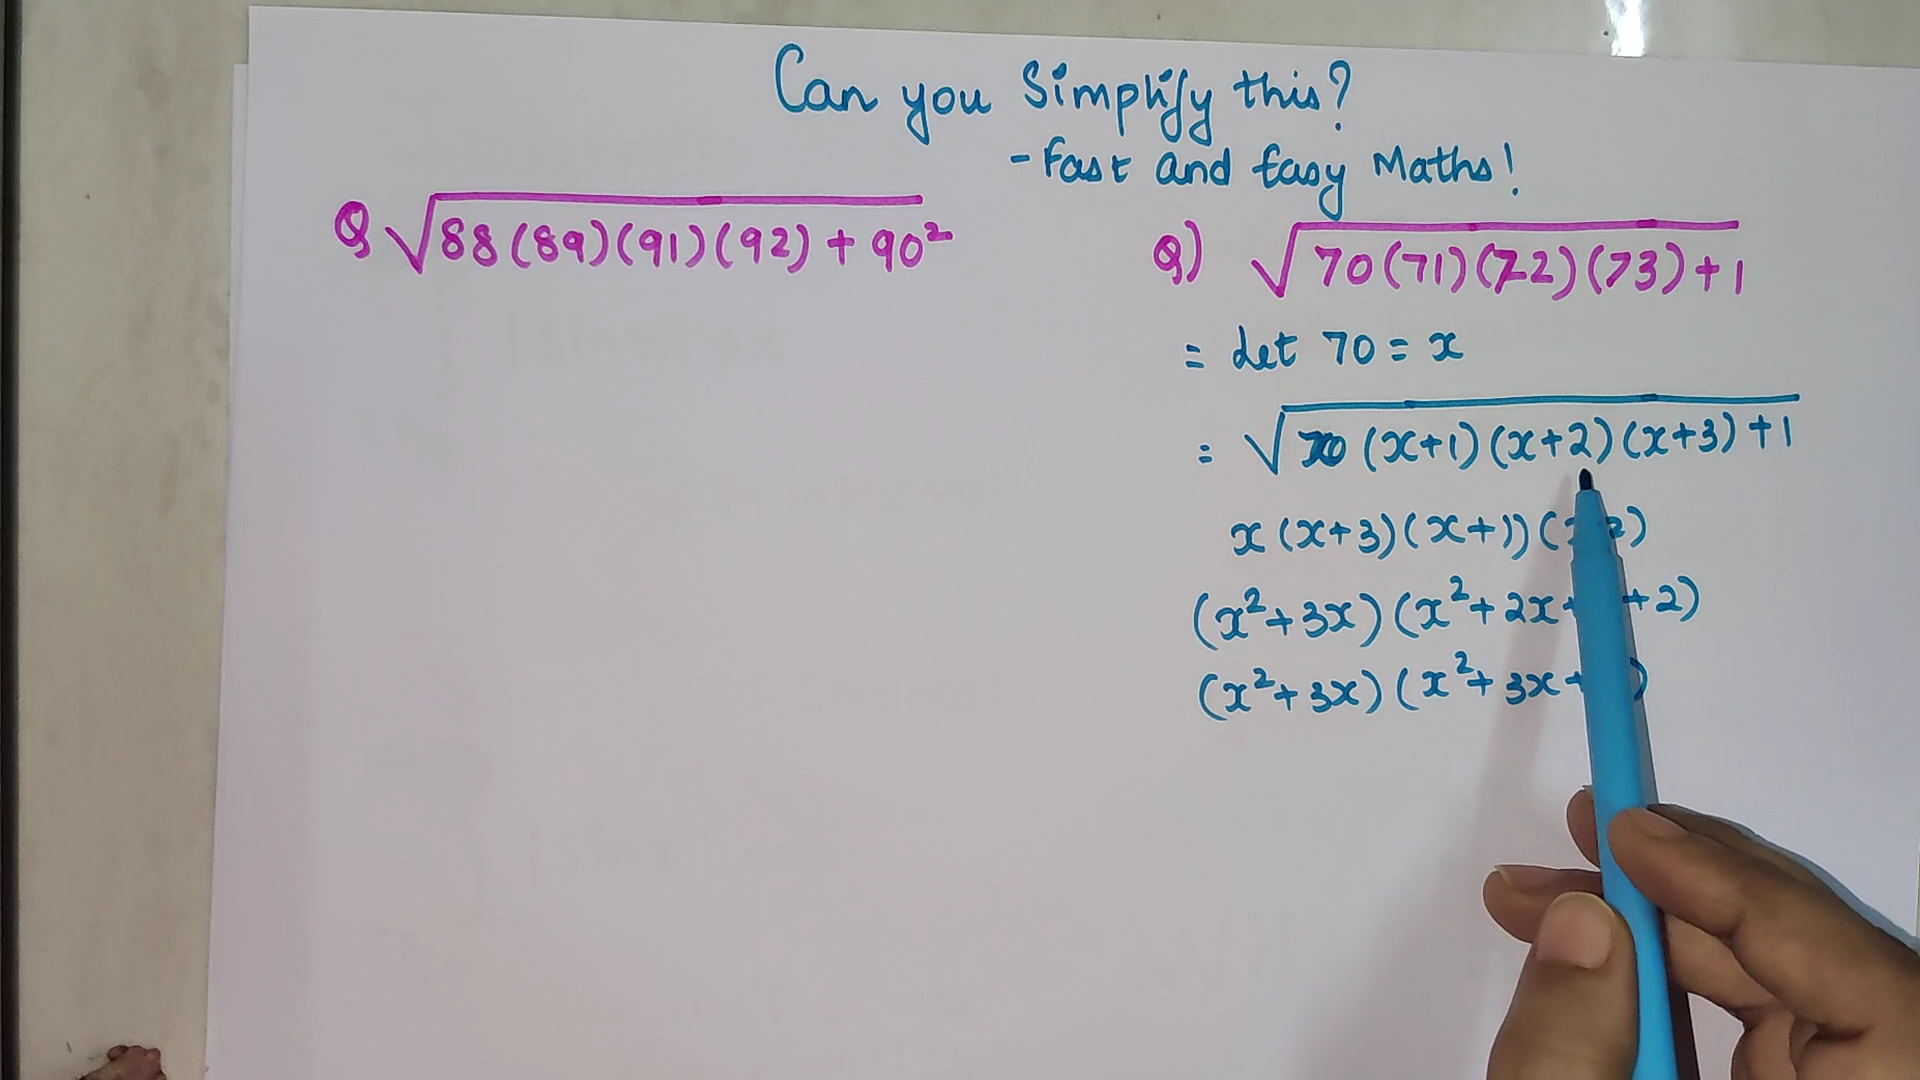 Can you Simplify this?
- Fast and Easy Maths!
Q √88(89)(91)(92) + 90²
Q) √70(71)(72)(73) + 1
= Let 70 = x
= √x(x+1)(x+2)(x+3) + 1
x(x+3)(x+1)(
(x²+3x)(x²+2x+ +2)
(x²+3x)(x²+3x+ )